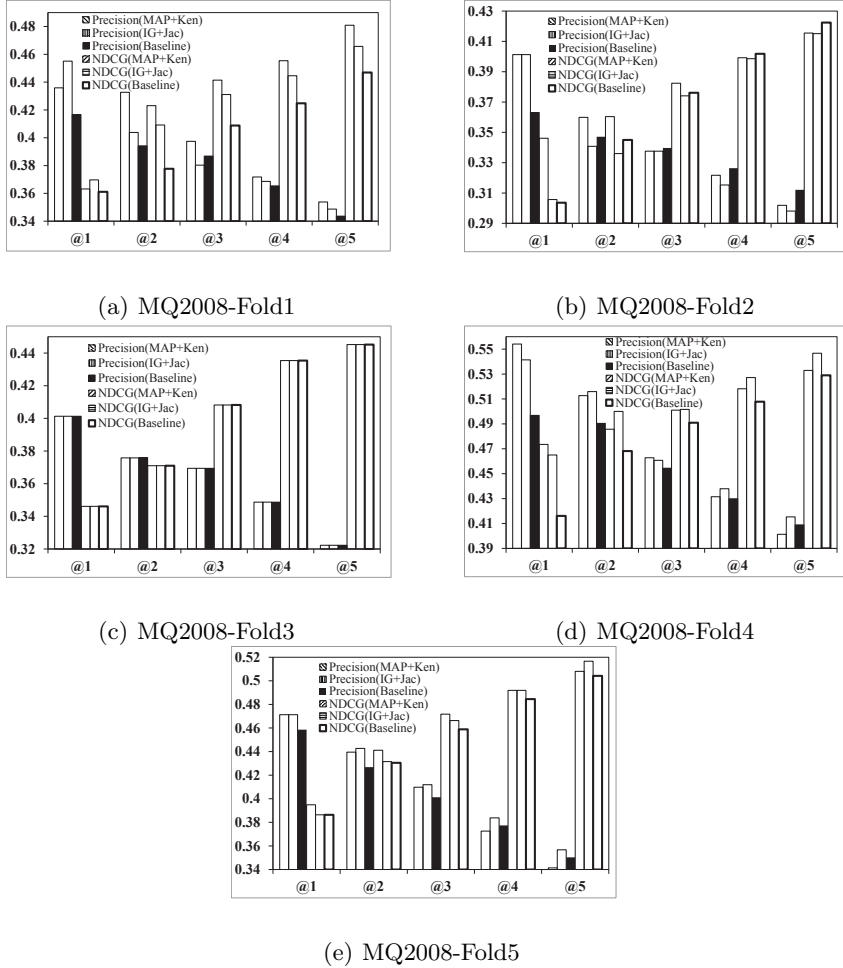 0.48
0.46
0.44
0.42
0.4
0.38
0.36
0.34
Precision(MAP+Ken)
Precision(IG+Jac)
Precision(Baseline)
NDCG(MAP+Ken)
NDCG(IG+Jac)
NDCG(Baseline)
@1 @2 @3 @4 @5
(a) MQ2008-Fold1
0.43
0.41
0.39
0.37
0.35
0.33
0.31
0.29
Precision(MAP+Ken)
Precision(IG+Jac)
Precision(Baseline)
NDCG(MAP+Ken)
NDCG(IG+Jac)
NDCG(Baseline)
@1 @2 @3 @4 @5
(b) MQ2008-Fold2
0.44
0.42
0.4
0.38
0.36
0.34
0.32
Precision(MAP+Ken)
Precision(IG+Jac)
Precision(Baseline)
NDCG(MAP+Ken)
NDCG(IG+Jac)
NDCG(Baseline)
@1 @2 @3 @4 @5
(c) MQ2008-Fold3
0.55
0.53
0.51
0.49
0.47
0.45
0.43
0.41
0.39
Precision(MAP+Ken)
Precision(IG+Jac)
Precision(Baseline)
NDCG(MAP+Ken)
NDCG(IG+Jac)
NDCG(Baseline)
@1 @2 @3 @4 @5
(d) MQ2008-Fold4
0.52
0.5
0.48
0.46
0.44
0.42
0.4
0.38
0.36
0.34
Precision(MAP+Ken)
Precision(IG+Jac)
Precision(Baseline)
NDCG(MAP+Ken)
NDCG(IG+Jac)
NDCG(Baseline)
@1 @2 @3 @4 @5
(e) MQ2008-Fold5